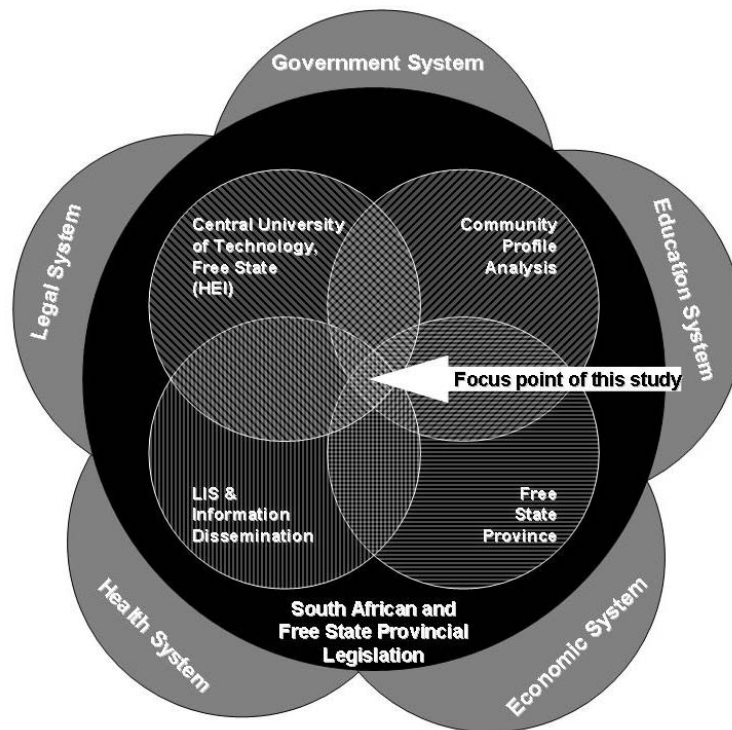 Government System
Legal System
Education System
Central University
of Technology,
Free State
(HEI)
Community
Profile
Analysis
Focus point of this study
LIS &
Information
Dissemination
Free
State
Province
South African and
Free State Provincial
Legislation
Health System
Economic System